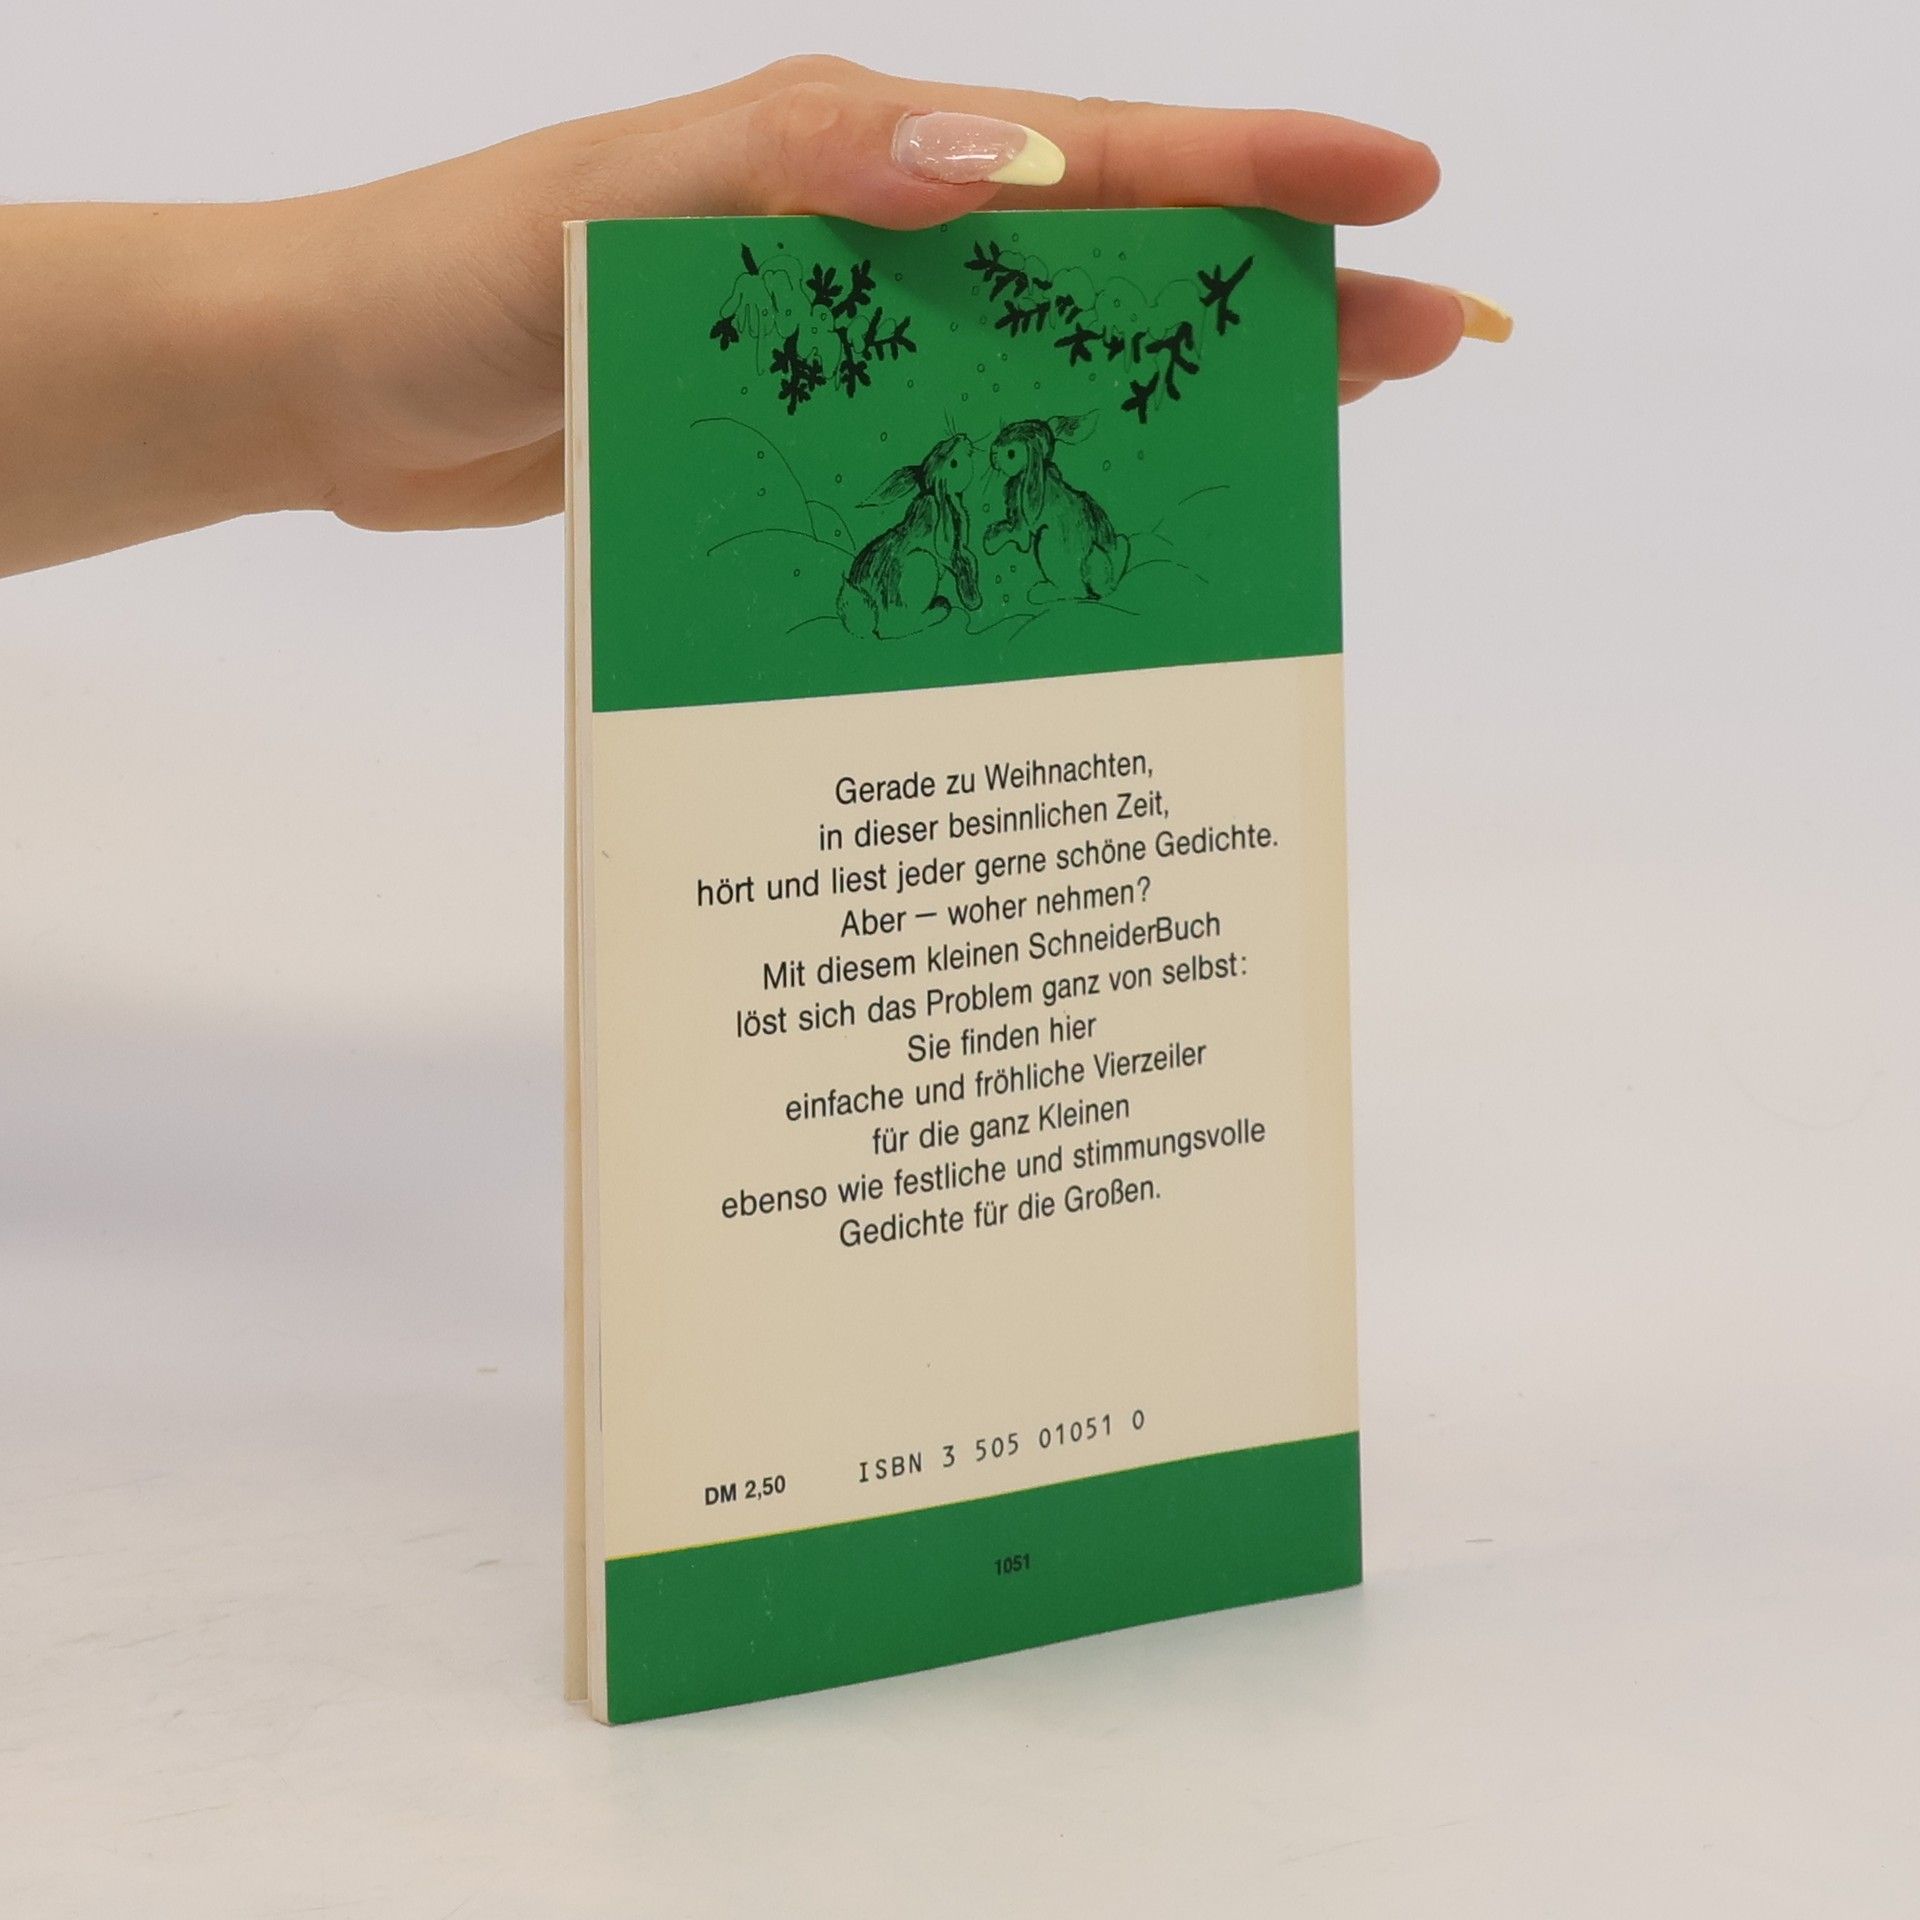 Gerade zu Weihnachten,
in dieser besinnlichen Zeit,
hört und liest jeder gerne schöne Gedichte.
Aber – woher nehmen?
Mit diesem kleinen SchneiderBuch
löst sich das Problem ganz von selbst:
Sie finden hier
einfache und fröhliche Vierzeiler
für die ganz Kleinen
ebenso wie festliche und stimmungsvolle
Gedichte für die Großen.
DM 2,50 ISBN 3 505 01051 0
1051